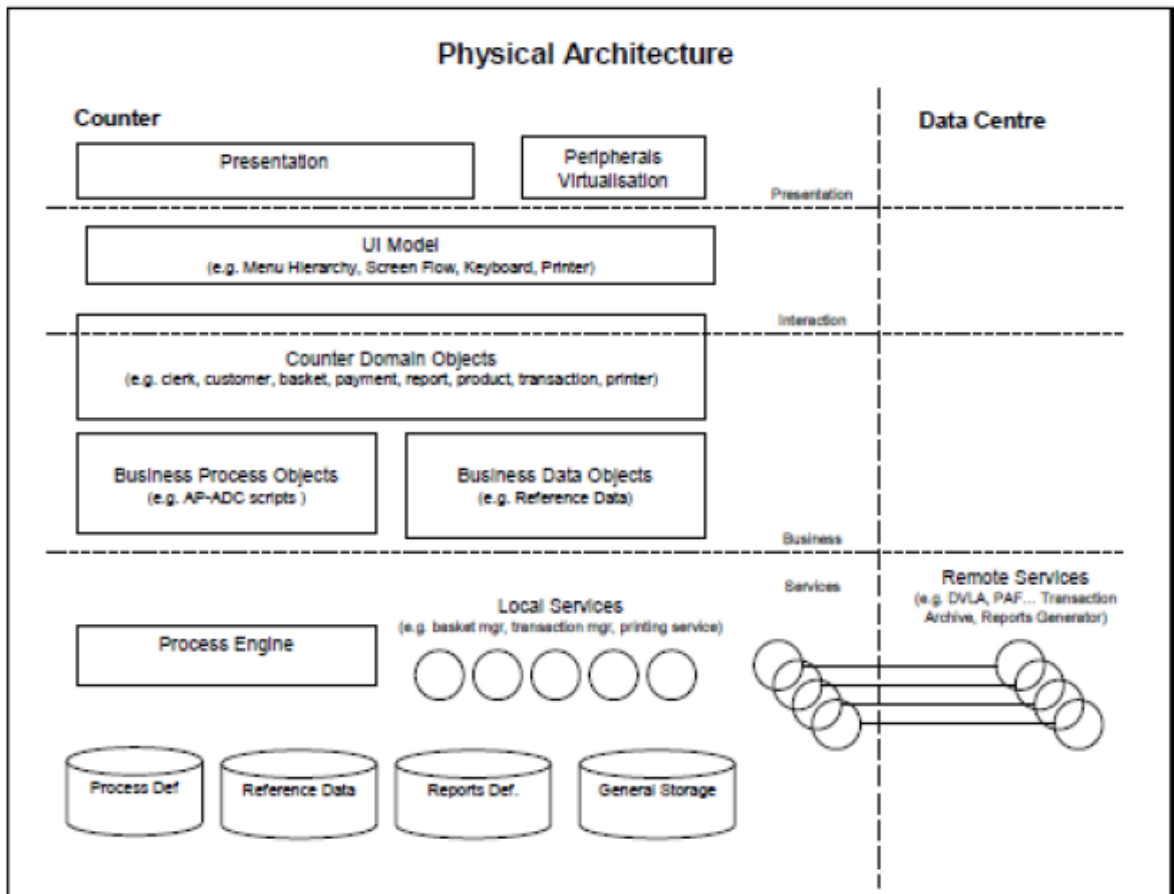 Physical Architecture
Counter
Data Centre
Presentation
Peripherals
Virtualisation
Presentation
UI Model
(e.g. Menu Hierarchy, Screen Flow, Keyboard, Printer)
Interaction
Counter Domain Objects
(e.g. clerk, customer, basket, payment, report, product, transaction, printer)
Business Process Objects
(e.g. AP-ADC scripts )
Business Data Objects
(e.g. Reference Data)
Business
Services
Remote Services
(e.g. DVLA, PAF... Transaction
Archive, Reports Generator)
Local Services
(e.g. basket mgr, transaction mgr, printing service)
Process Engine
Process Def
Reference Data
Reports Def.
General Storage